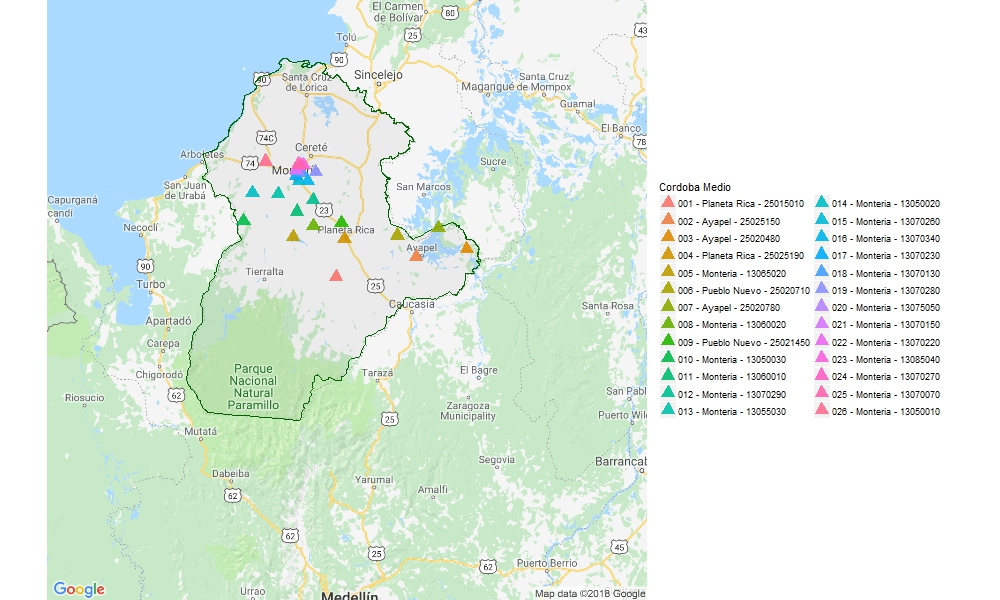 El Carmen
de Bolívar
80
25
43
Tolú
90
Sincelejo
90
Santa Cruz
de Lorica
Santa Cruz
de Mompox
Magangué
Guamal
El Banco
78
74C
Cereté
Arboletes
74
Sucre
San Juan
de Urabá
San Marcos
Capurganá
candi
23
Necoclí
Planeta Rica
Ayapel
90
Tierralta
25
Turbo
Caucasia
Santa Rosa
Apartadó
Carepa
Parque
Nacional
Natural
Paramillo
Chigorodó
Tarazá
El Bagre
62
Riosucio
San Pabl
Zaragoza
Municipality
Puerto Wil
25
Mutatá
Segovia
Barrancab
Dabeiba
Yarumal
Amalfi
62
62
25
45
62
Puerto Berrio
Google
Urrao
Medellín
Map data ©2018 Google
Cordoba Medio
001 - Planeta Rica - 25015010
002 - Ayapel - 25025150
003 - Ayapel - 25020480
004 - Planeta Rica - 25025190
005 - Monteria - 13065020
006 - Pueblo Nuevo - 25020710
007 - Ayapel - 25020780
008 - Monteria - 13060020
009 - Pueblo Nuevo - 25021450
010 - Monteria - 13050030
011 - Monteria - 13060010
012 - Monteria - 13070290
013 - Monteria - 13055030
014 - Monteria - 13050020
015 - Monteria - 13070260
016 - Monteria - 13070340
017 - Monteria - 13070230
018 - Monteria - 13070130
019 - Monteria - 13070280
020 - Monteria - 13075050
021 - Monteria - 13070150
022 - Monteria - 13070220
023 - Monteria - 13085040
024 - Monteria - 13070270
025 - Monteria - 13070070
026 - Monteria - 13050010